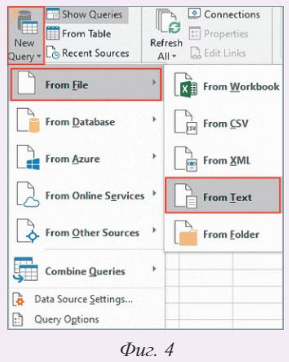 Show Queries
From Table
Recent Sources
New
Query
Refresh
All
Connections
Properties
Edit Links
From File
From Database
From Azure
From Online Services
From Other Sources
Combine Queries
Data Source Settings...
Query Options
From Workbook
From CSV
From XML
From Text
From Folder
Фиг. 4